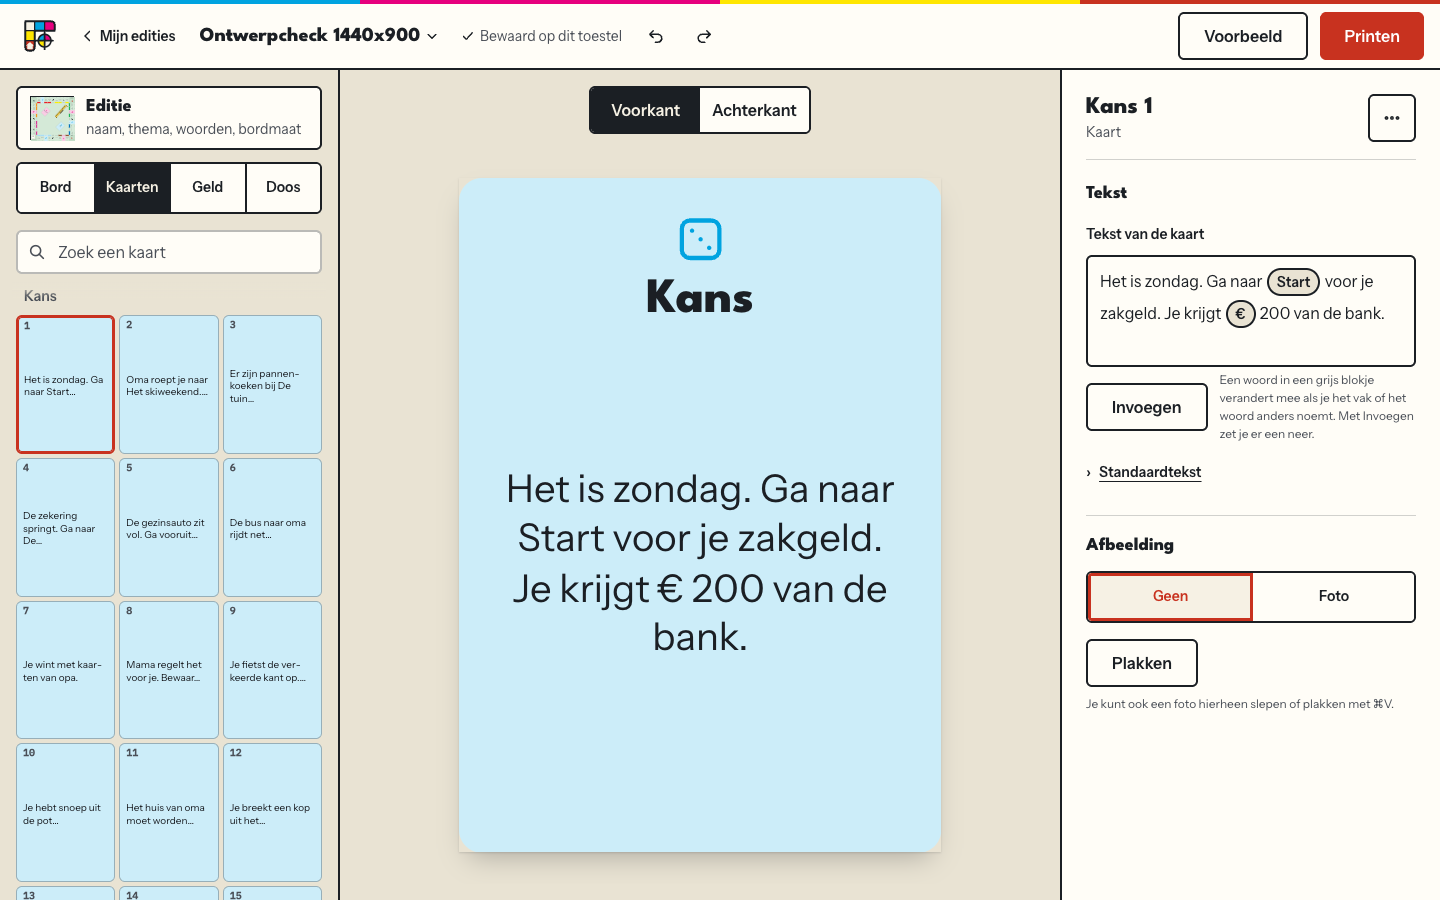 Mijn edities
Ontwerpcheck 1440x900
Bewaard op dit toestel
Voorbeeld
Printen
Editie
naam, thema, woorden, bordmaat
Bord
Kaarten
Geld
Doos
Zoek een kaart
Kans
1
Het is zondag. Ga
naar Start...
2
Oma roept je naar
Het skiweekend....
3
Er zijn pannen-
koeken bij De
tuin...
4
De zekering
springt. Ga naar
De...
5
De gezinsauto zit
vol. Ga vooruit...
6
De bus naar oma
rijdt net...
7
Je wint met kaar-
ten van opa.
8
Mama regelt het
voor je. Bewaar...
9
Je fietst de ver-
keerde kant op....
10
Je hebt snoep uit
de pot...
11
Het huis van oma
moet worden...
12
Je breekt een kop
uit het...
13
14
15
Voorkant
Achterkant
Kans
Het is zondag. Ga naar
Start voor je zakgeld.
Je krijgt € 200 van de
bank.
Kans 1
Kaart
...
Tekst
Tekst van de kaart
Het is zondag. Ga naar Start voor je
zakgeld. Je krijgt € 200 van de bank.
Invoegen
Een woord in een grijs blokje
verandert mee als je het vak of het
woord anders noemt. Met Invoegen
zet je er een neer.
› Standaardtekst
Afbeelding
Geen
Foto
Plakken
Je kunt ook een foto hierheen slepen of plakken met ⌘V.